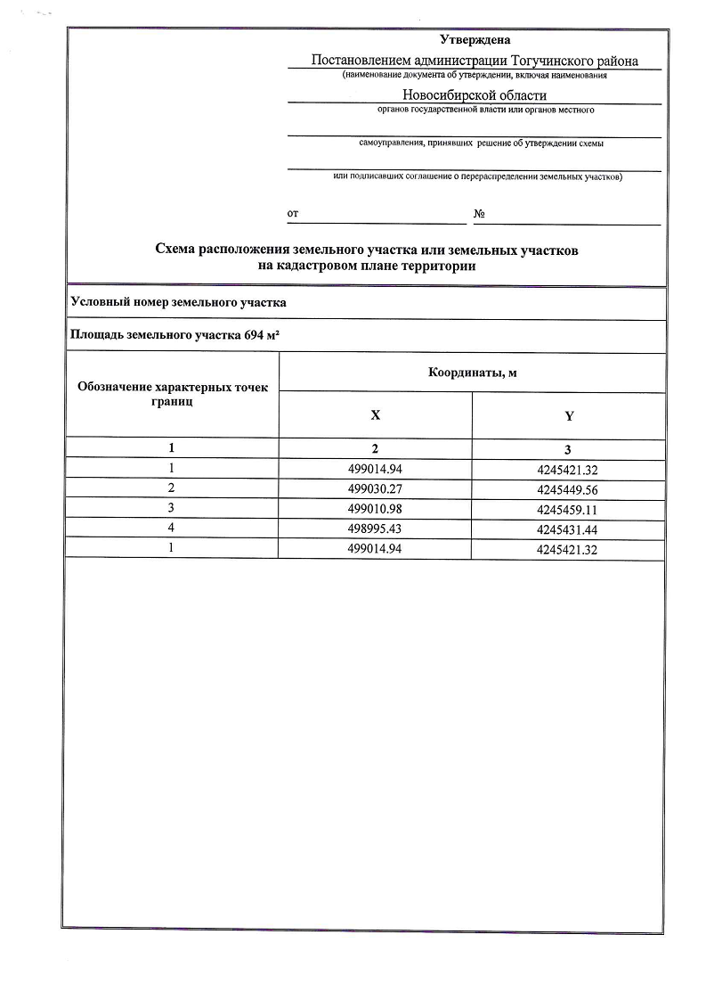 Утверждена
Постановлением администрации Тогучинского района
(наименование документа об утверждении, включая наименования
Новосибирской области
органов государственной власти или органов местного
самоуправления, принявших решение об утверждении схемы
или подписавших соглашение о перераспределении земельных участков)
от №
Схема расположения земельного участка или земельных участков
на кадастровом плане территории
Условный номер земельного участка
Площадь земельного участка 694 м²
Обозначение характерных точек
границ
Координаты, м
X Y
1 2 3
1 499014.94 4245421.32
2 499030.27 4245449.56
3 499010.98 4245459.11
4 498995.43 4245431.44
1 499014.94 4245421.32